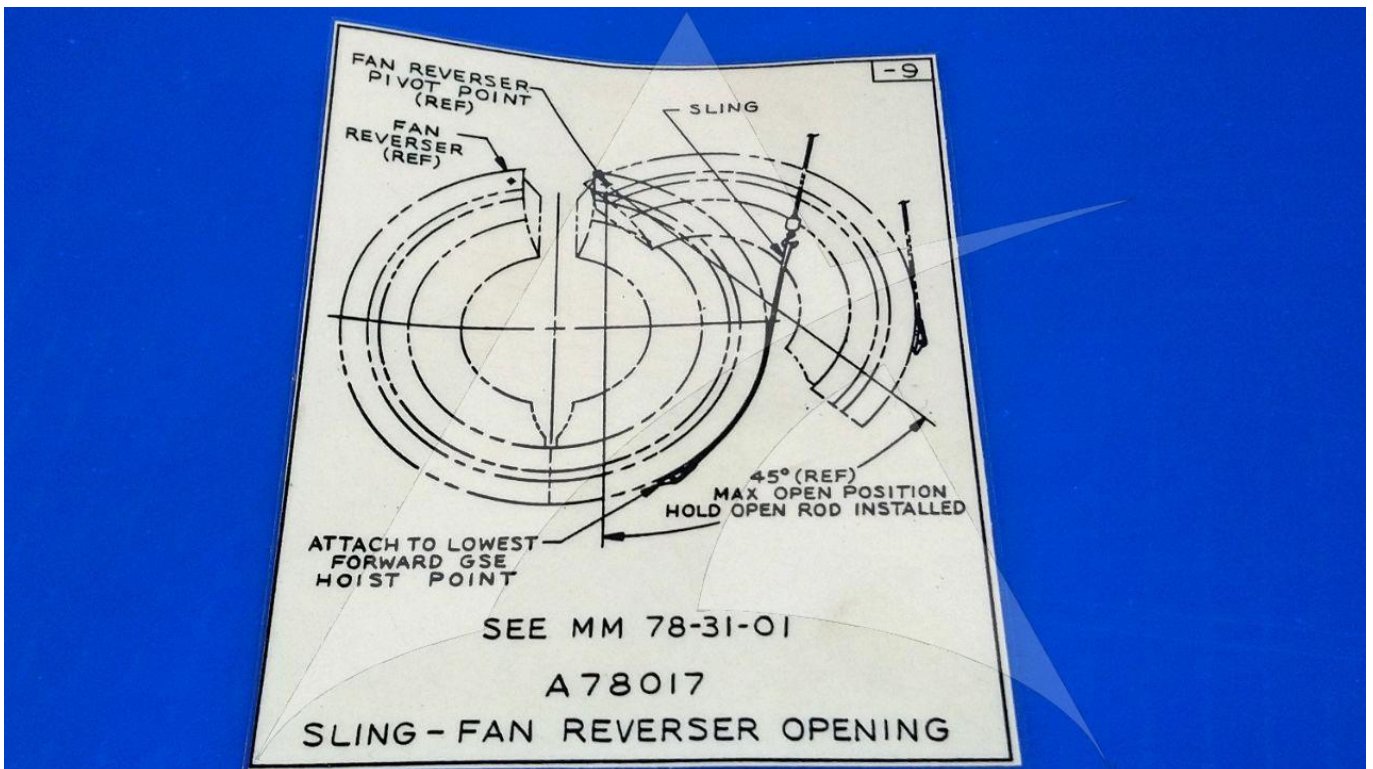 -9
FAN REVERSER
PIVOT POINT
(REF)
SLING
FAN
REVERSER
(REF)
45° (REF)
MAX OPEN POSITION
HOLD OPEN ROD INSTALLED
ATTACH TO LOWEST
FORWARD GSE
HOIST POINT
SEE MM 78-31-01
A78017
SLING-FAN REVERSER OPENING